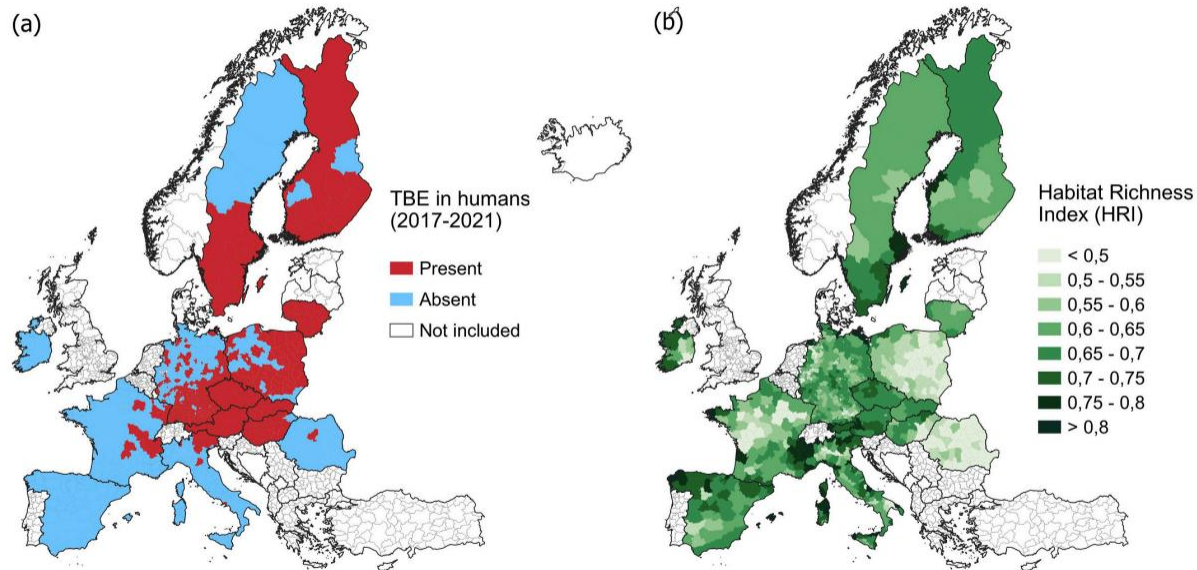 (a)
TBE in humans
(2017-2021)
Present
Absent
Not included
(b)
Habitat Richness
Index (HRI)
< 0,5
0,5 - 0,55
0,55 - 0,6
0,6 - 0,65
0,65 - 0,7
0,7 - 0,75
0,75 - 0,8
> 0,8